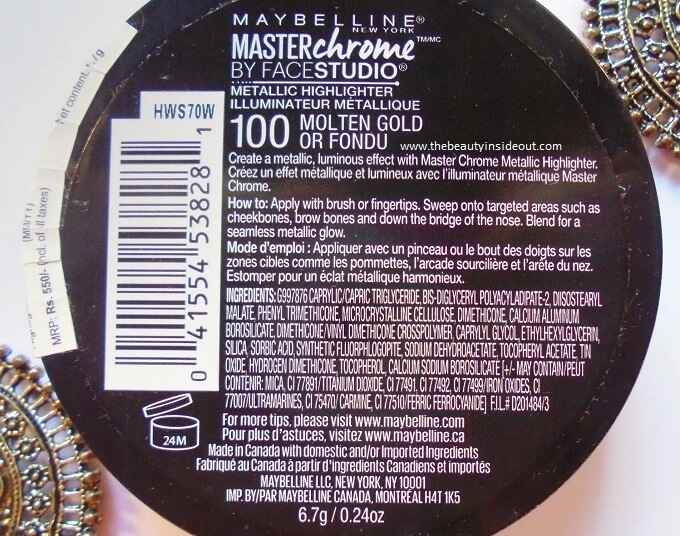 MAYBELLINE®
NEW YORK
MASTERchrome™/MC
BY FACESTUDIO®
METALLIC HIGHLIGHTER
ILLUMINATEUR MÉTALLIQUE
100 MOLTEN GOLD
OR FONDU
www.thebeautyinsideout.com
Create a metallic, luminous effect with Master Chrome Metallic Highlighter.
Créez un effet métallique et lumineux avec l'illuminateur métallique Master
Chrome.
How to: Apply with brush or fingertips. Sweep onto targeted areas such as
cheekbones, brow bones and down the bridge of the nose. Blend for a
seamless metallic glow.
Mode d'emploi : Appliquer avec un pinceau ou le bout des doigts sur les
zones cibles comme les pommettes, l'arcade sourcilière et l'arête du nez.
Estomper pour un éclat métallique harmonieux.
INGREDIENTS: G997876 CAPRYLIC/CAPRIC TRIGLYCERIDE, BIS-DIGLYCERYL POLYACYLADIPATE-2, DIISOSTEARYL
MALATE, PHENYL TRIMETHICONE, MICROCRYSTALLINE CELLULOSE, DIMETHICONE, CALCIUM ALUMINUM
BOROSILICATE, DIMETHICONE/VINYL DIMETHICONE CROSSPOLYMER, CAPRYLYL GLYCOL, ETHYLHEXYLGLYCERIN,
SILICA, SORBIC ACID, SYNTHETIC FLUORPHLOGOPITE, SODIUM DEHYDROACETATE, TOCOPHERYL ACETATE, TIN
OXIDE, HYDROGEN DIMETHICONE, TOCOPHEROL, CALCIUM SODIUM BOROSILICATE [+/- MAY CONTAIN/PEUT
CONTENIR: MICA, CI 77891/TITANIUM DIOXIDE, CI 77491, CI 77492, CI 77499/IRON OXIDES, CI
77007/ULTRAMARINES, CI 75470/ CARMINE, CI 77510/FERRIC FERROCYANIDE] F.I.L.# D201484/3
For more tips, please visit www.maybelline.com
Pour plus d'astuces, visitez www.maybelline.ca
Made in Canada with domestic and/or Imported Ingredients
Fabriqué au Canada à partir d'ingrédients Canadiens et importés
MAYBELLINE LLC, NEW YORK, NY 10001
IMP. BY/PAR MAYBELLINE CANADA, MONTRÉAL H4T 1K5
6.7g / 0.24oz
24M
HWS70W
0 41554 53828 1
et content
MRP: Rs. 550/- (Incl. of all taxes)